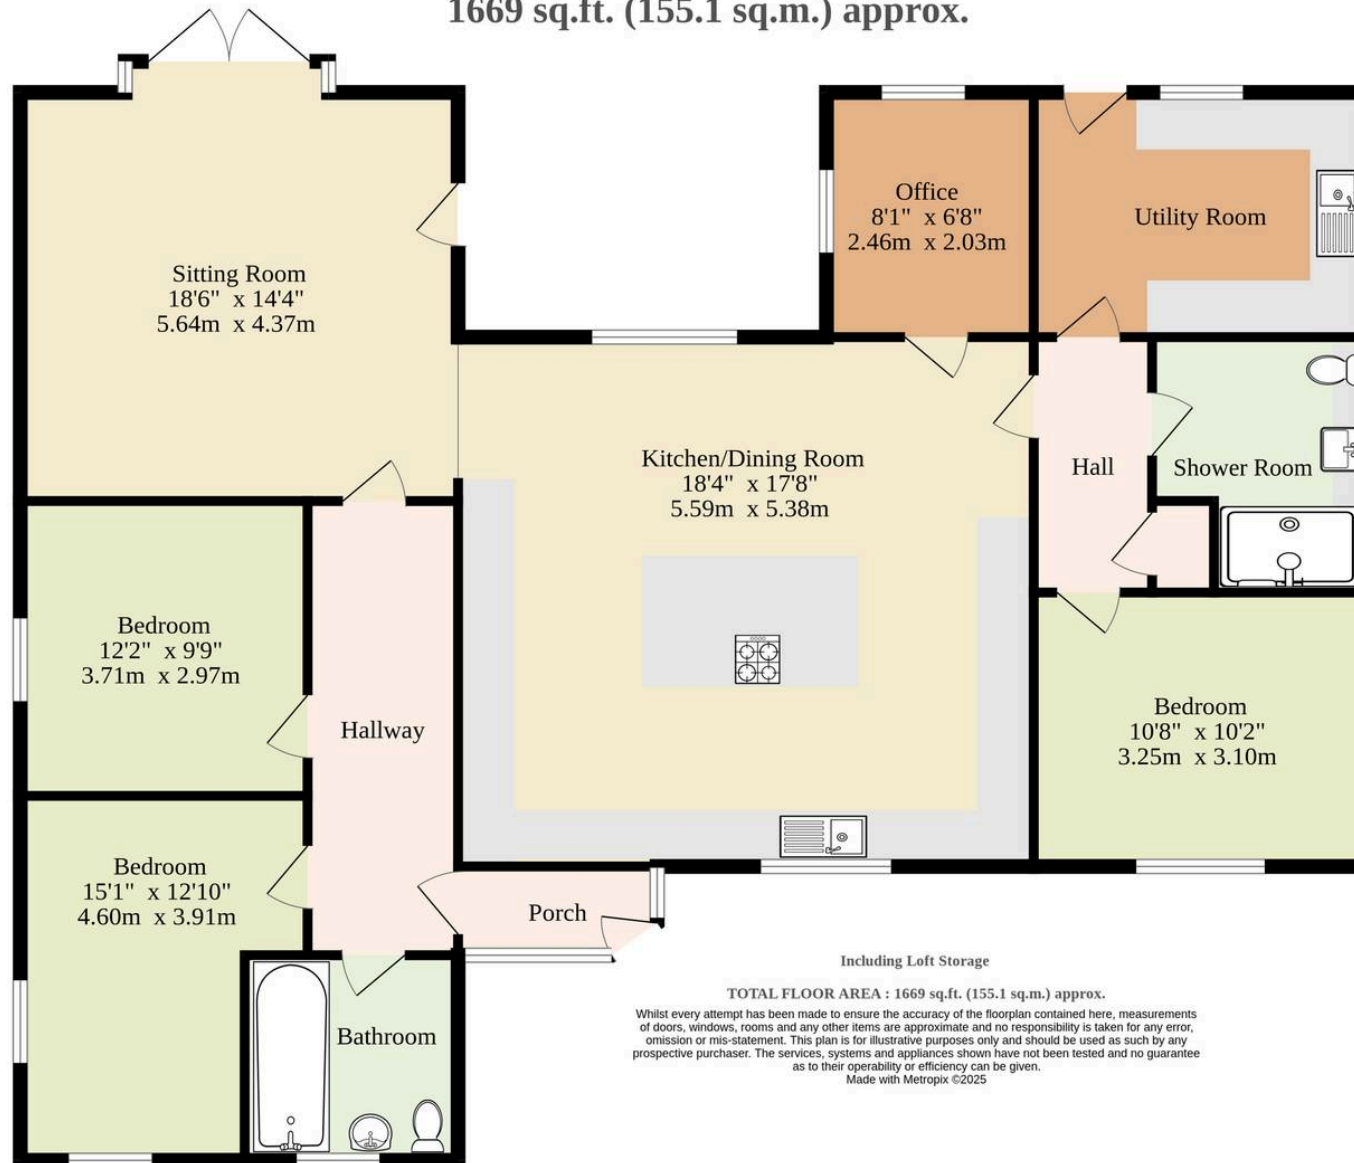 1669 sq.ft. (155.1 sq.m.) approx.
Office
8'1" x 6'8"
2.46m x 2.03m
Utility Room
Sitting Room
18'6" x 14'4"
5.64m x 4.37m
Kitchen/Dining Room
18'4" x 17'8"
5.59m x 5.38m
Hall
Shower Room
Bedroom
12'2" x 9'9"
3.71m x 2.97m
Hallway
Bedroom
10'8" x 10'2"
3.25m x 3.10m
Bedroom
15'1" x 12'10"
4.60m x 3.91m
Porch
Bathroom
Including Loft Storage
TOTAL FLOOR AREA : 1669 sq.ft. (155.1 sq.m.) approx.
Whilst every attempt has been made to ensure the accuracy of the floorplan contained here, measurements
of doors, windows, rooms and any other items are approximate and no responsibility is taken for any error,
omission or mis-statement. This plan is for illustrative purposes only and should be used as such by any
prospective purchaser. The services, systems and appliances shown have not been tested and no guarantee
as to their operability or efficiency can be given.
Made with Metropix ©2025